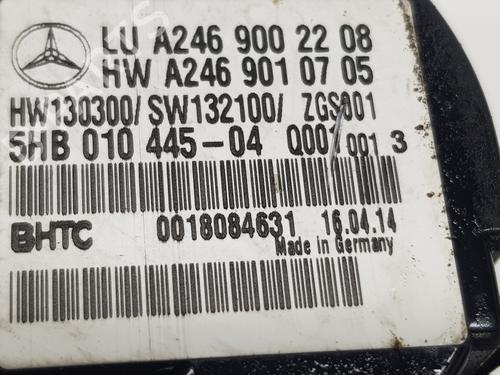 LU A246 900 22 08
HW A246 901 07 05
HW130300/ SW132100/ ZGS001
5HB 010 445-04 Q001 001 3
BHTC 0018084631 16.04.14
Made in Germany